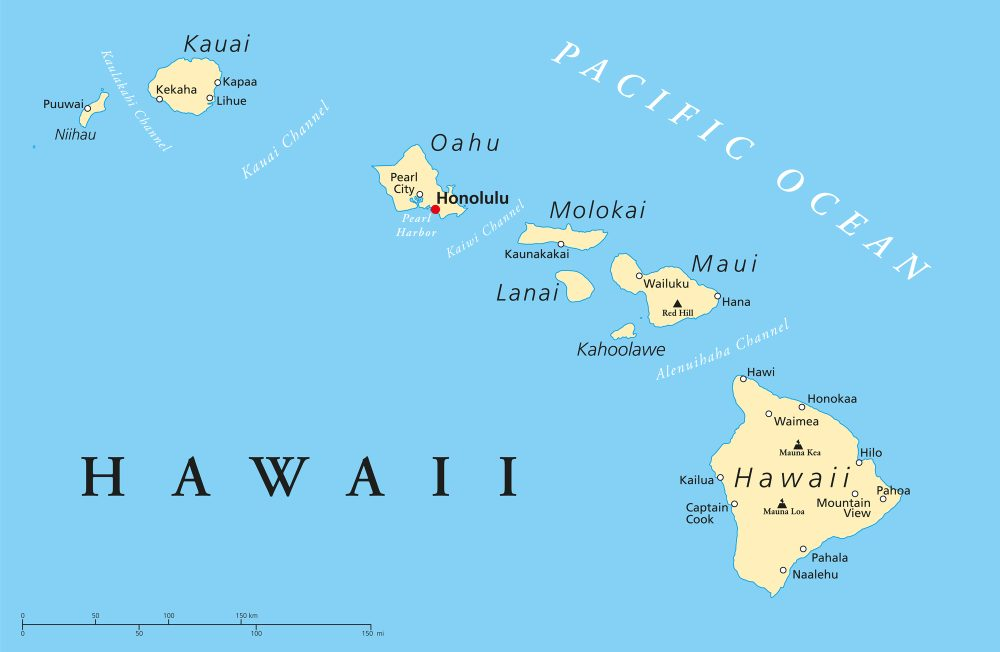 Kauai
Kaulakahi Channel
Kapaa
Kekaha
Lihue
Puuwai
Niihau
Kauai Channel
PACIFIC OCEAN
Oahu
Pearl
City
Honolulu
Pearl
Harbor
Kaiwi Channel
Molokai
Kaunakakai
Lanai
Maui
Wailuku
Hana
Red Hill
Kahoolawe
Alenuihaha Channel
Hawi
Honokaa
Waimea
Mauna Kea
Hilo
Hawaii
Kailua
Pahoa
Mountain
View
Captain
Cook
Mauna Loa
Pahala
Naalehu
HAWAII
0 50 100 150 km
0 50 100 150 mi